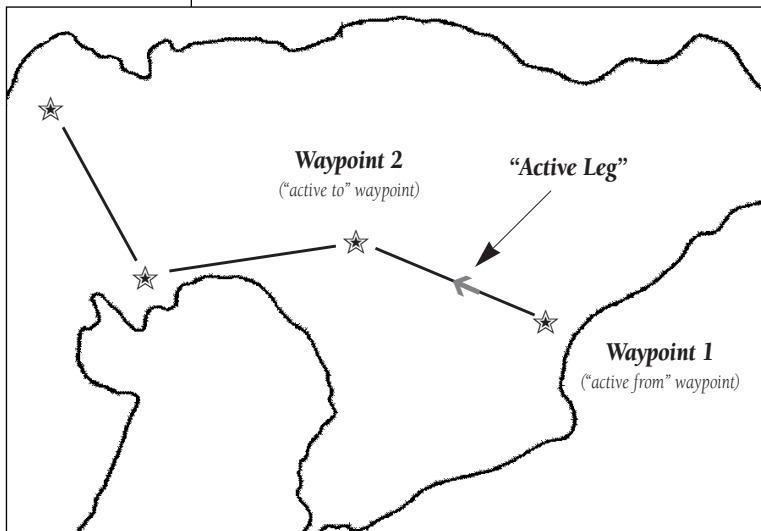 Waypoint 2
(“active to” waypoint)
“Active Leg”
Waypoint 1
(“active from” waypoint)